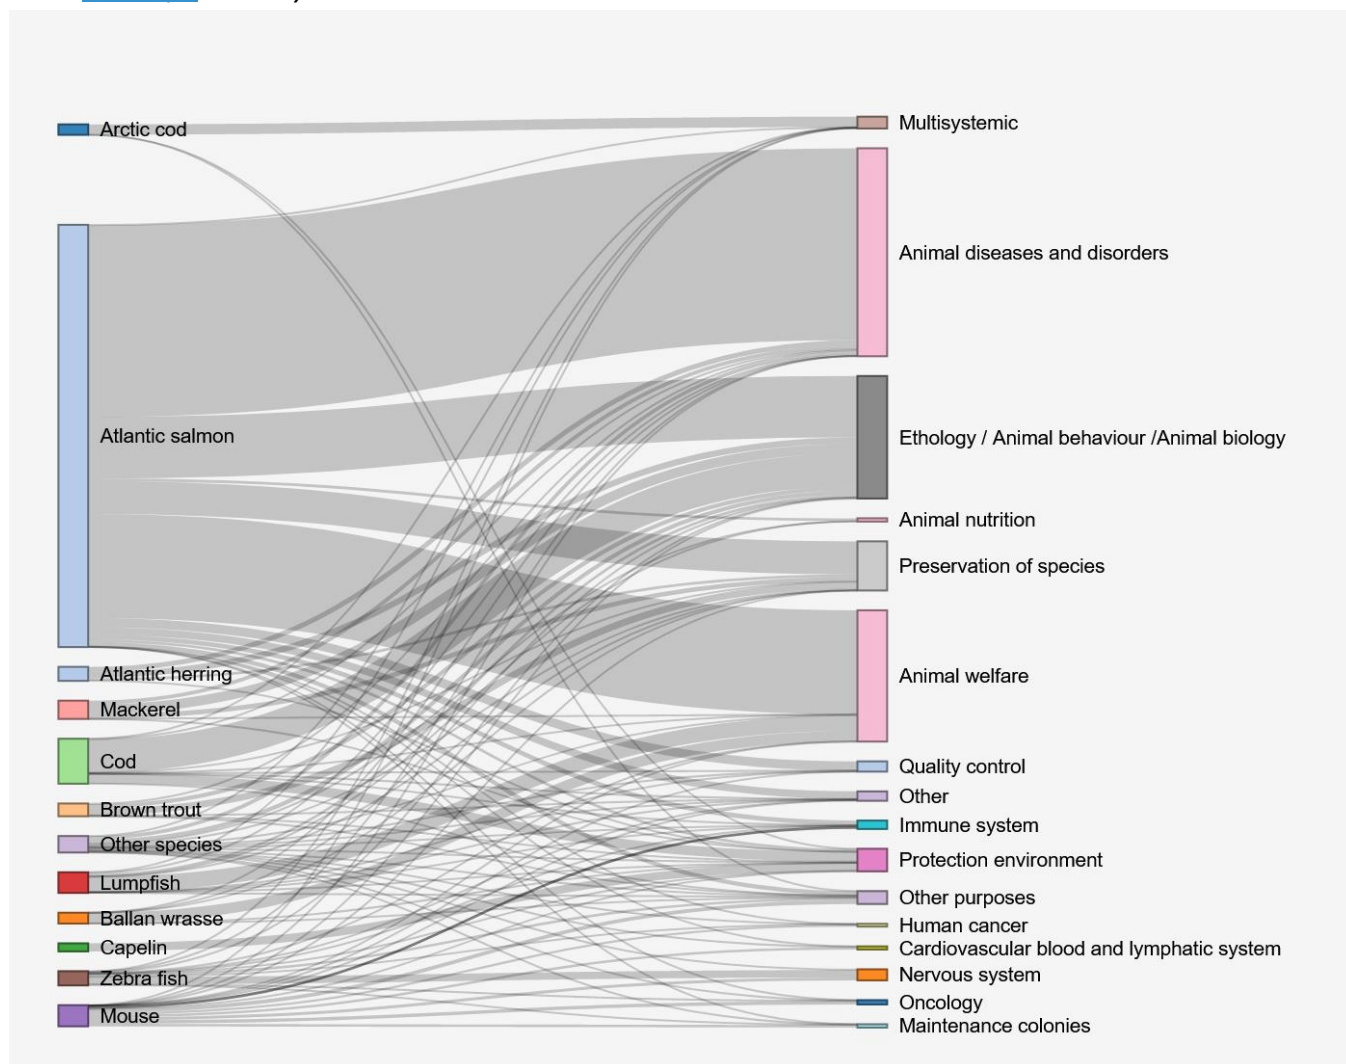 Arctic cod
Atlantic salmon
Atlantic herring
Mackerel
Cod
Brown trout
Other species
Lumpfish
Ballan wrasse
Capelin
Zebra fish
Mouse
Multisystemic
Animal diseases and disorders
Ethology / Animal behaviour /Animal biology
Animal nutrition
Preservation of species
Animal welfare
Quality control
Other
Immune system
Protection environment
Other purposes
Human cancer
Cardiovascular blood and lymphatic system
Nervous system
Oncology
Maintenance colonies